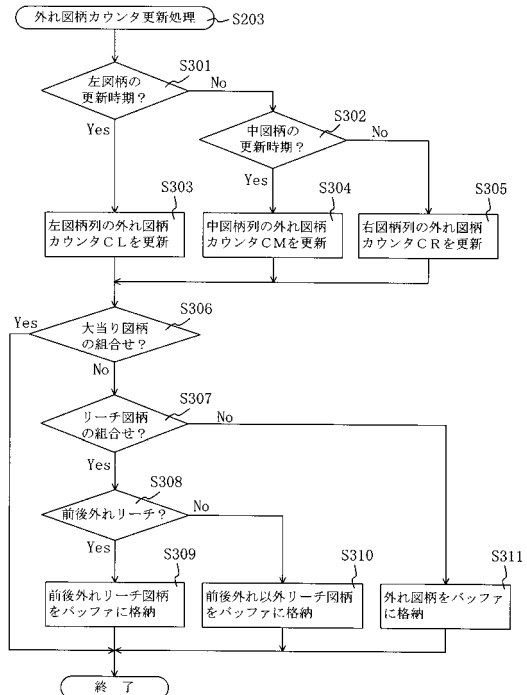 外れ図柄カウンタ更新処理
S203
S301
左図柄の
更新時期?
No
Yes
S302
中図柄の
更新時期?
No
Yes
S303
左図柄列の外れ図柄
カウンタCLを更新
S304
中図柄列の外れ図柄
カウンタCMを更新
S305
右図柄列の外れ図柄
カウンタCRを更新
S306
大当り図柄
の組合せ?
Yes
No
S307
リーチ図柄
の組合せ?
No
Yes
S308
前後外れリーチ?
No
Yes
S309
前後外れリーチ図柄
をバッファに格納
S310
前後外れ以外リーチ図柄
をバッファに格納
S311
外れ図柄をバッファ
に格納
終 了